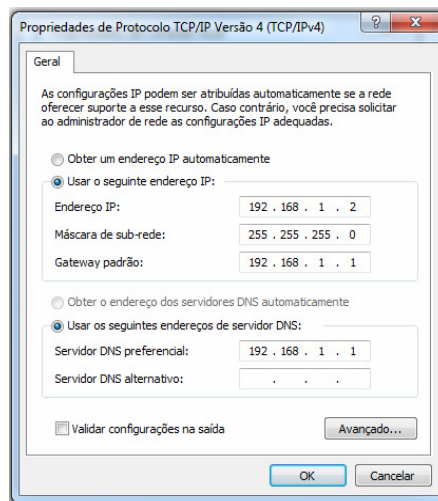 Propriedades de Protocolo TCP/IP Versão 4 (TCP/IPv4)
Geral
As configurações IP podem ser atribuídas automaticamente se a rede
oferecer suporte a esse recurso. Caso contrário, você precisa solicitar
ao administrador de rede as configurações IP adequadas.
Obter um endereço IP automaticamente
Usar o seguinte endereço IP:
Endereço IP: 192 . 168 . 1 . 2
Máscara de sub-rede: 255 . 255 . 255 . 0
Gateway padrão: 192 . 168 . 1 . 1
Obter o endereço dos servidores DNS automaticamente
Usar os seguintes endereços de servidor DNS:
Servidor DNS preferencial: 192 . 168 . 1 . 1
Servidor DNS alternativo: . . .
Validar configurações na saída Avançado...
OK Cancelar